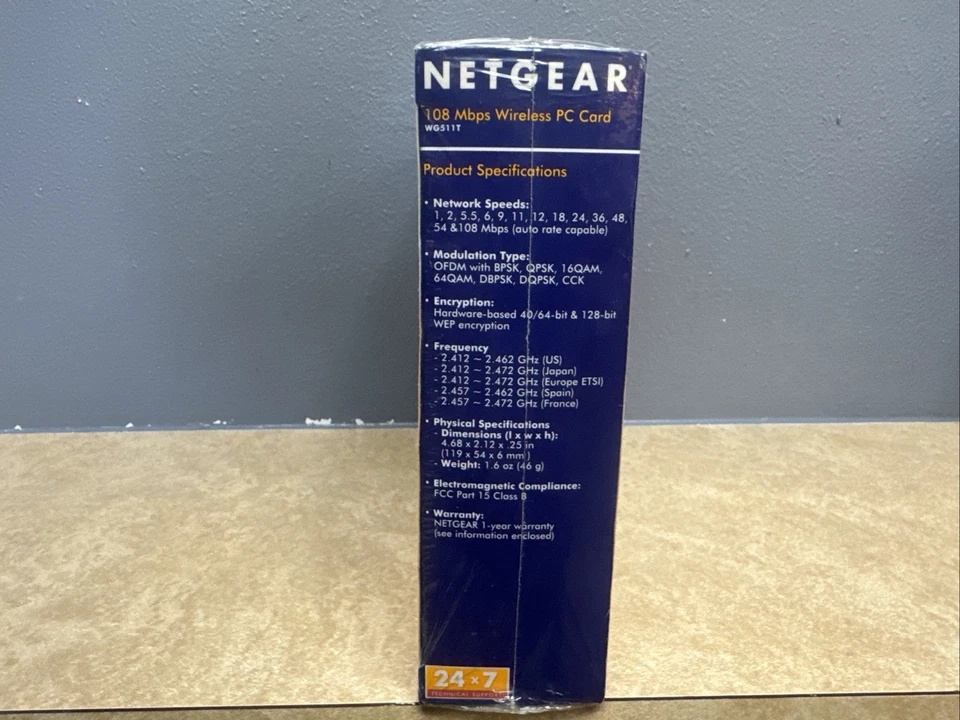 NETGEAR
108 Mbps Wireless PC Card
WG511T
Product Specifications
• Network Speeds:
1, 2, 5.5, 6, 9, 11, 12, 18, 24, 36, 48,
54 &108 Mbps (auto rate capable)
• Modulation Type:
OFDM with BPSK, QPSK, 16QAM,
64QAM, DBPSK, DQPSK, CCK
• Encryption:
Hardware-based 40/64-bit & 128-bit
WEP encryption
• Frequency
- 2.412 ~ 2.462 GHz (US)
- 2.412 ~ 2.472 GHz (Japan)
- 2.412 ~ 2.472 GHz (Europe ETSI)
- 2.457 ~ 2.462 GHz (Spain)
- 2.457 ~ 2.472 GHz (France)
• Physical Specifications
- Dimensions (l x w x h):
4.68 x 2.12 x .25 in
(119 x 54 x 6 mm )
- Weight: 1.6 oz (46 g)
• Electromagnetic Compliance:
FCC Part 15 Class B
• Warranty:
NETGEAR 1-year warranty
(see information enclosed)
24 x 7
TECHNICAL SUPPORT